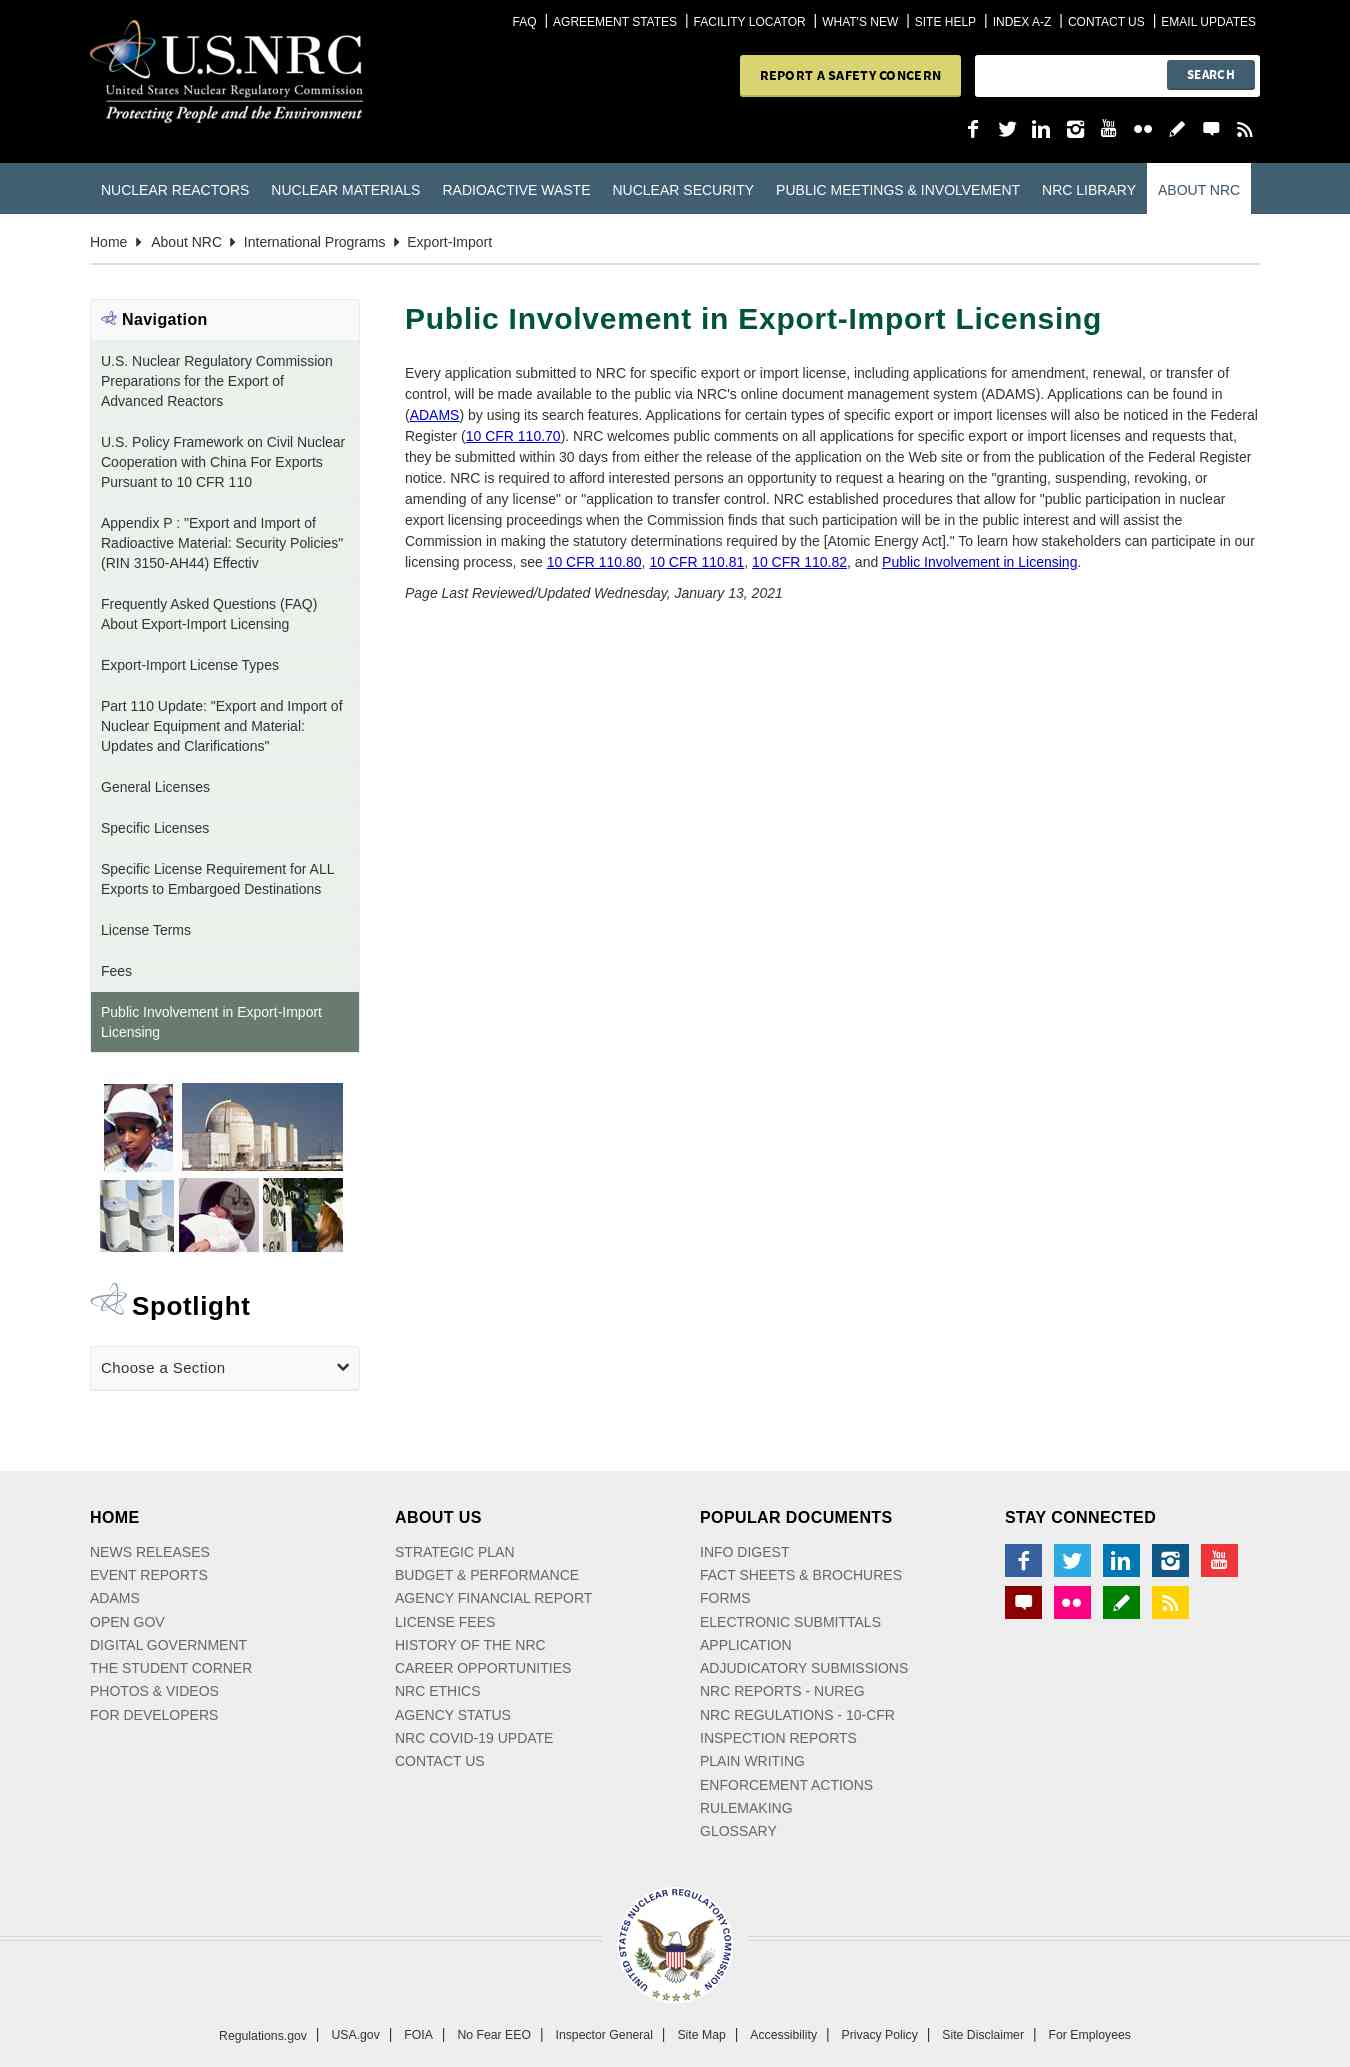 FAQ
AGREEMENT STATES
FACILITY LOCATOR
WHAT'S NEW
SITE HELP
INDEX A-Z
CONTACT US
EMAIL UPDATES
U.S.NRC
United States Nuclear Regulatory Commission
Protecting People and the Environment
REPORT A SAFETY CONCERN
SEARCH
NUCLEAR REACTORS
NUCLEAR MATERIALS
RADIOACTIVE WASTE
NUCLEAR SECURITY
PUBLIC MEETINGS & INVOLVEMENT
NRC LIBRARY
ABOUT NRC
Home
About NRC
International Programs
Export-Import
Navigation
U.S. Nuclear Regulatory Commission
Preparations for the Export of
Advanced Reactors
U.S. Policy Framework on Civil Nuclear
Cooperation with China For Exports
Pursuant to 10 CFR 110
Appendix P : "Export and Import of
Radioactive Material: Security Policies"
(RIN 3150-AH44) Effectiv
Frequently Asked Questions (FAQ)
About Export-Import Licensing
Export-Import License Types
Part 110 Update: "Export and Import of
Nuclear Equipment and Material:
Updates and Clarifications"
General Licenses
Specific Licenses
Specific License Requirement for ALL
Exports to Embargoed Destinations
License Terms
Fees
Public Involvement in Export-Import
Licensing
Public Involvement in Export-Import Licensing
Every application submitted to NRC for specific export or import license, including applications for amendment, renewal, or transfer of
control, will be made available to the public via NRC's online document management system (ADAMS). Applications can be found in
(ADAMS) by using its search features. Applications for certain types of specific export or import licenses will also be noticed in the Federal
Register (10 CFR 110.70). NRC welcomes public comments on all applications for specific export or import licenses and requests that,
they be submitted within 30 days from either the release of the application on the Web site or from the publication of the Federal Register
notice. NRC is required to afford interested persons an opportunity to request a hearing on the "granting, suspending, revoking, or
amending of any license" or "application to transfer control. NRC established procedures that allow for "public participation in nuclear
export licensing proceedings when the Commission finds that such participation will be in the public interest and will assist the
Commission in making the statutory determinations required by the [Atomic Energy Act]." To learn how stakeholders can participate in our
licensing process, see 10 CFR 110.80, 10 CFR 110.81, 10 CFR 110.82, and Public Involvement in Licensing.
Page Last Reviewed/Updated Wednesday, January 13, 2021
Spotlight
Choose a Section
HOME
NEWS RELEASES
EVENT REPORTS
ADAMS
OPEN GOV
DIGITAL GOVERNMENT
THE STUDENT CORNER
PHOTOS & VIDEOS
FOR DEVELOPERS
ABOUT US
STRATEGIC PLAN
BUDGET & PERFORMANCE
AGENCY FINANCIAL REPORT
LICENSE FEES
HISTORY OF THE NRC
CAREER OPPORTUNITIES
NRC ETHICS
AGENCY STATUS
NRC COVID-19 UPDATE
CONTACT US
POPULAR DOCUMENTS
INFO DIGEST
FACT SHEETS & BROCHURES
FORMS
ELECTRONIC SUBMITTALS
APPLICATION
ADJUDICATORY SUBMISSIONS
NRC REPORTS - NUREG
NRC REGULATIONS - 10-CFR
INSPECTION REPORTS
PLAIN WRITING
ENFORCEMENT ACTIONS
RULEMAKING
GLOSSARY
STAY CONNECTED
UNITED STATES NUCLEAR REGULATORY COMMISSION
Regulations.gov
USA.gov
FOIA
No Fear EEO
Inspector General
Site Map
Accessibility
Privacy Policy
Site Disclaimer
For Employees